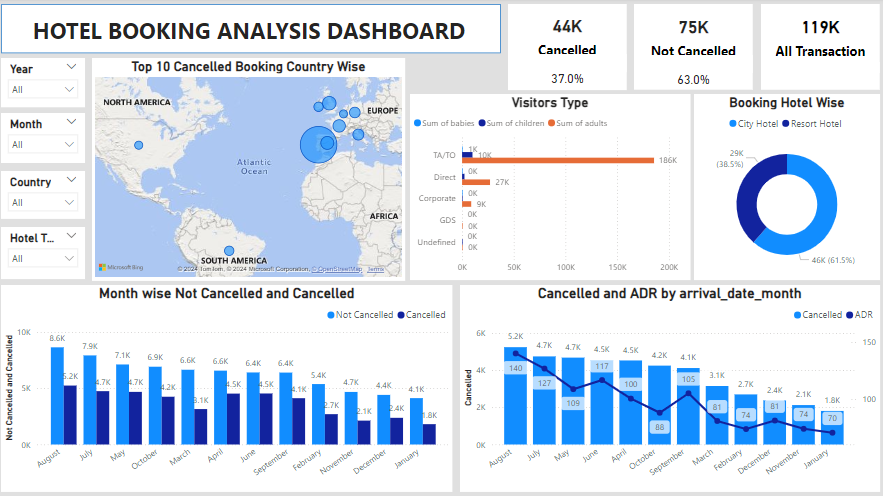 HOTEL BOOKING ANALYSIS DASHBOARD
44K
Cancelled
37.0%
75K
Not Cancelled
63.0%
119K
All Transaction
Year
All
Month
All
Country
All
Hotel T...
All
Top 10 Cancelled Booking Country Wise
NORTH AMERICA
EUROPE
Atlantic
Ocean
AFRICA
SOUTH AMERICA
Microsoft Bing
© 2024 TomTom, © 2024 Microsoft Corporation, © OpenStreetMap Terms
Visitors Type
Sum of babies Sum of children Sum of adults
TA/TO 1K 10K 186K
Direct 0K 27K
Corporate 0K 9K
GDS 0K 0K
Undefined 0K 0K
0K 50K 100K 150K 200K
Booking Hotel Wise
City Hotel Resort Hotel
29K
(38.5%)
46K (61.5%)
Month wise Not Cancelled and Cancelled
Not Cancelled Cancelled
Not Cancelled and Cancelled
10K
5K
0K
8.6K 7.9K 7.1K 6.9K 6.6K 6.6K 6.4K 6.4K 5.4K 4.7K 4.4K 4.1K
5.2K 4.7K 4.7K 4.2K 3.1K 4.5K 4.5K 4.1K 2.7K 2.1K 2.4K 1.8K
August July May October March April June September February November December January
Cancelled and ADR by arrival_date_month
Cancelled ADR
Cancelled
6K
4K
2K
0K
150
100
5.2K 4.7K 4.7K 4.5K 4.5K 4.2K 4.1K 3.1K 2.7K 2.4K 2.1K 1.8K
140 127 109 117 100 88 105 81 74 81 74 70
August July May June April October September March February December November January